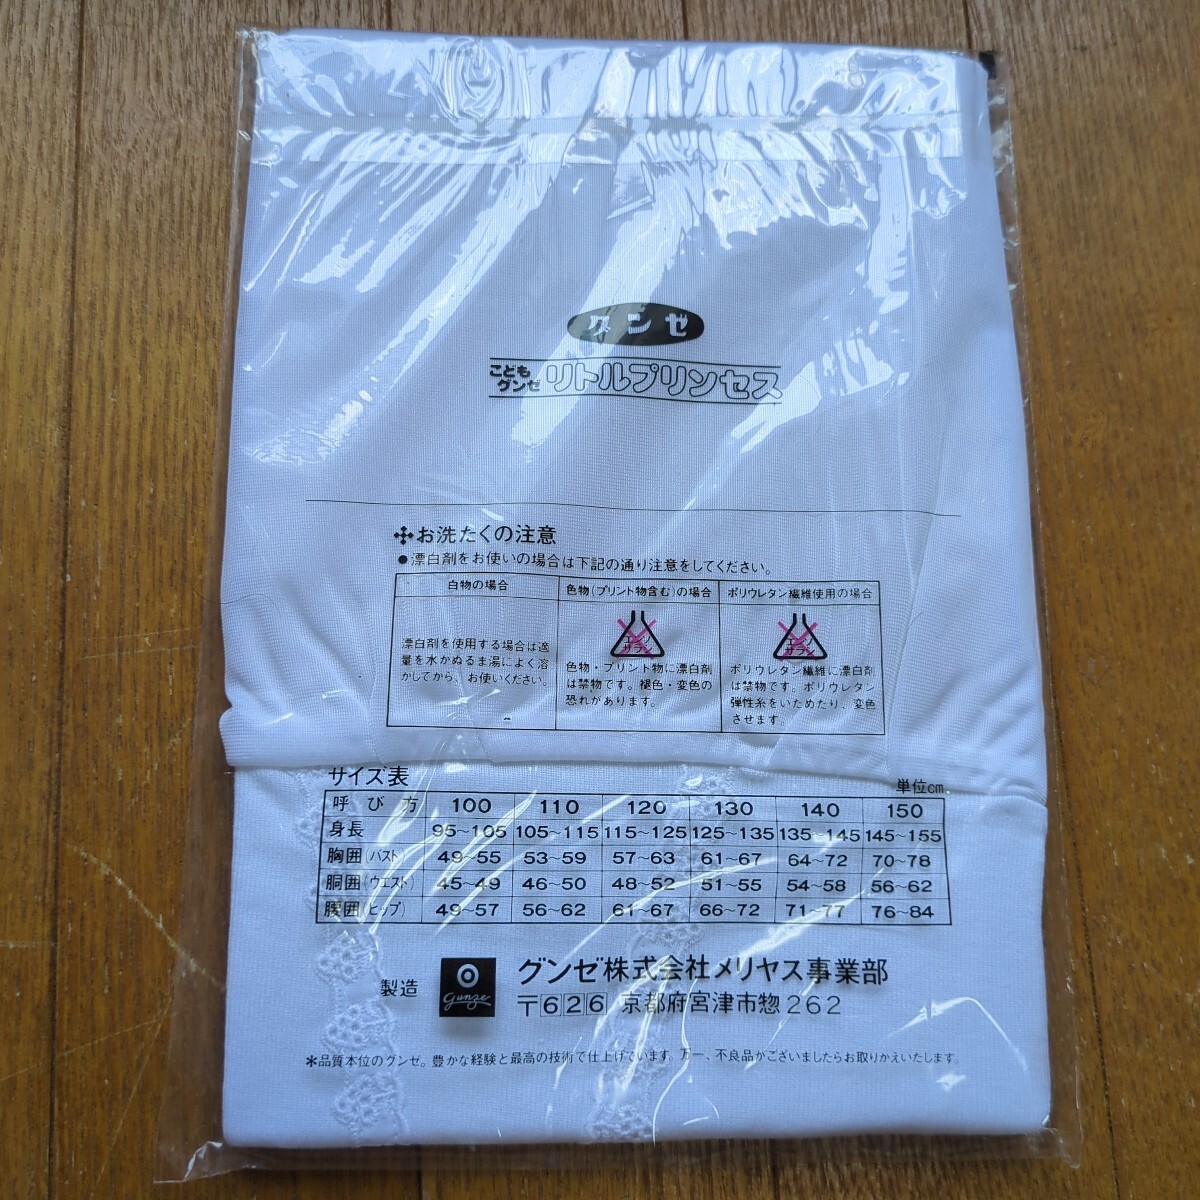 グンゼ
こども
グンゼ リトルプリンセス
お洗たくの注意
●漂白剤をお使いの場合は下記の通り注意をしてください。
白物の場合 色物(プリント物含む)の場合 ポリウレタン繊維使用の場合
漂白剤を使用する場合は適
量を水かぬるま湯によく溶
かしてから、お使いください。
エンソ
サラシ
色物・プリント物に漂白剤
は禁物です。褪色・変色の
恐れがあります。
エンソ
サラシ
ポリウレタン繊維に漂白剤
は禁物です。ポリウレタン
弾性糸をいためたり、変色
させます。
サイズ表 単位cm
呼び方 100 110 120 130 140 150
身長 95~105 105~115 115~125 125~135 135~145 145~155
胸囲(バスト) 49~55 53~59 57~63 61~67 64~72 70~78
胴囲(ウエスト) 45~49 46~50 48~52 51~55 54~58 56~62
腰囲(ヒップ) 49~57 56~62 61~67 66~72 71~77 76~84
製造 gunze グンゼ株式会社メリヤス事業部
〒626 京都府宮津市惣262
*品質本位のグンゼ。豊かな経験と最高の技術で仕上げています。万一、不良品がございましたらお取りかえいたします。